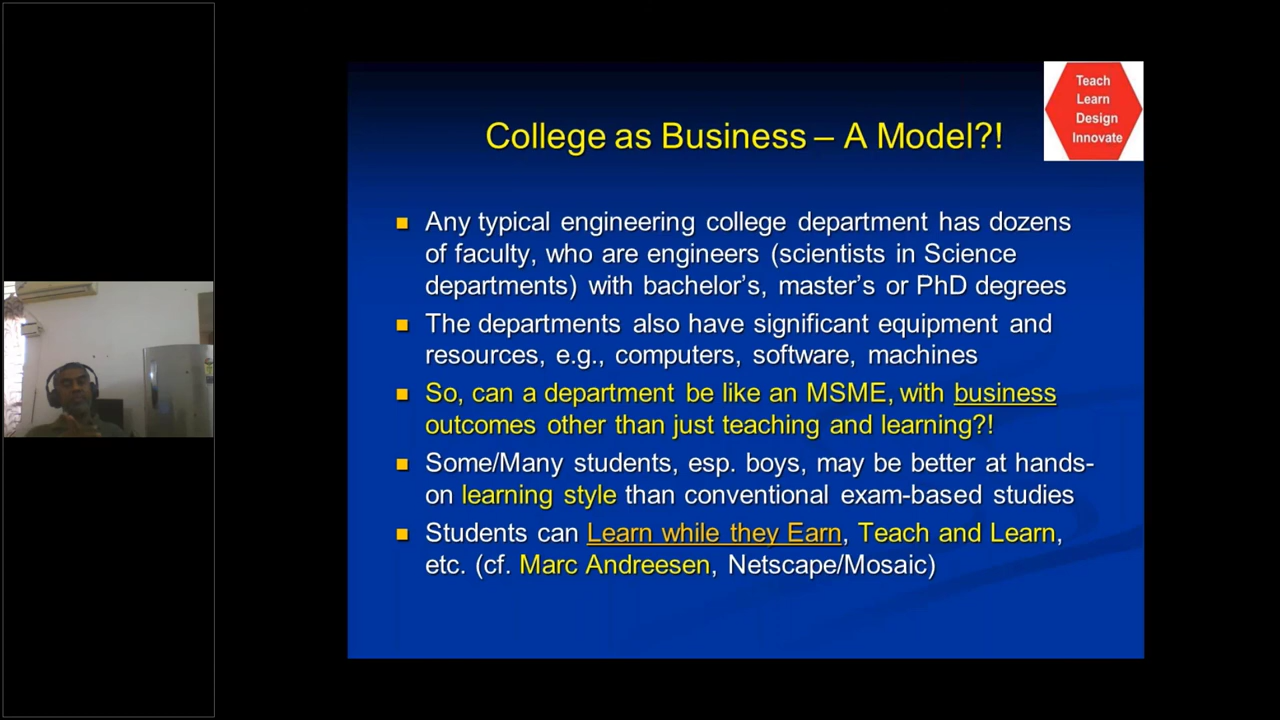 Teach
Learn
Design
Innovate
College as Business – A Model?!
Any typical engineering college department has dozens
of faculty, who are engineers (scientists in Science
departments) with bachelor’s, master’s or PhD degrees
The departments also have significant equipment and
resources, e.g., computers, software, machines
So, can a department be like an MSME, with business
outcomes other than just teaching and learning?!
Some/Many students, esp. boys, may be better at hands-
on learning style than conventional exam-based studies
Students can Learn while they Earn, Teach and Learn,
etc. (cf. Marc Andreesen, Netscape/Mosaic)